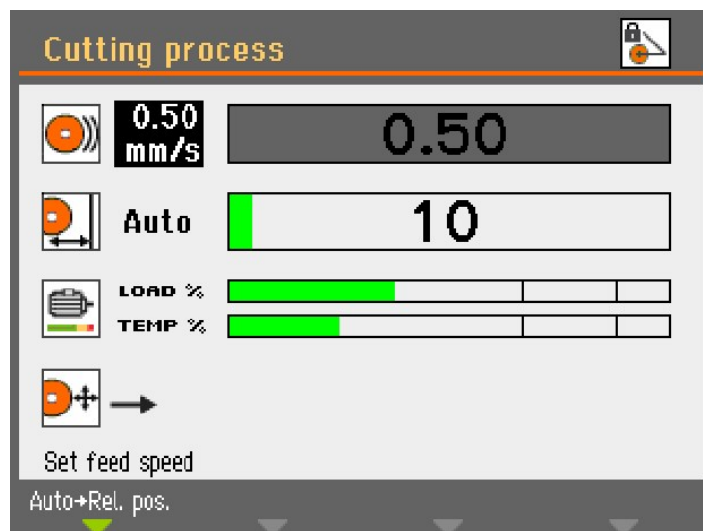 Cutting process
0.50
mm/s
0.50
Auto
10
LOAD %
TEMP %
Set feed speed
Auto→Rel. pos.